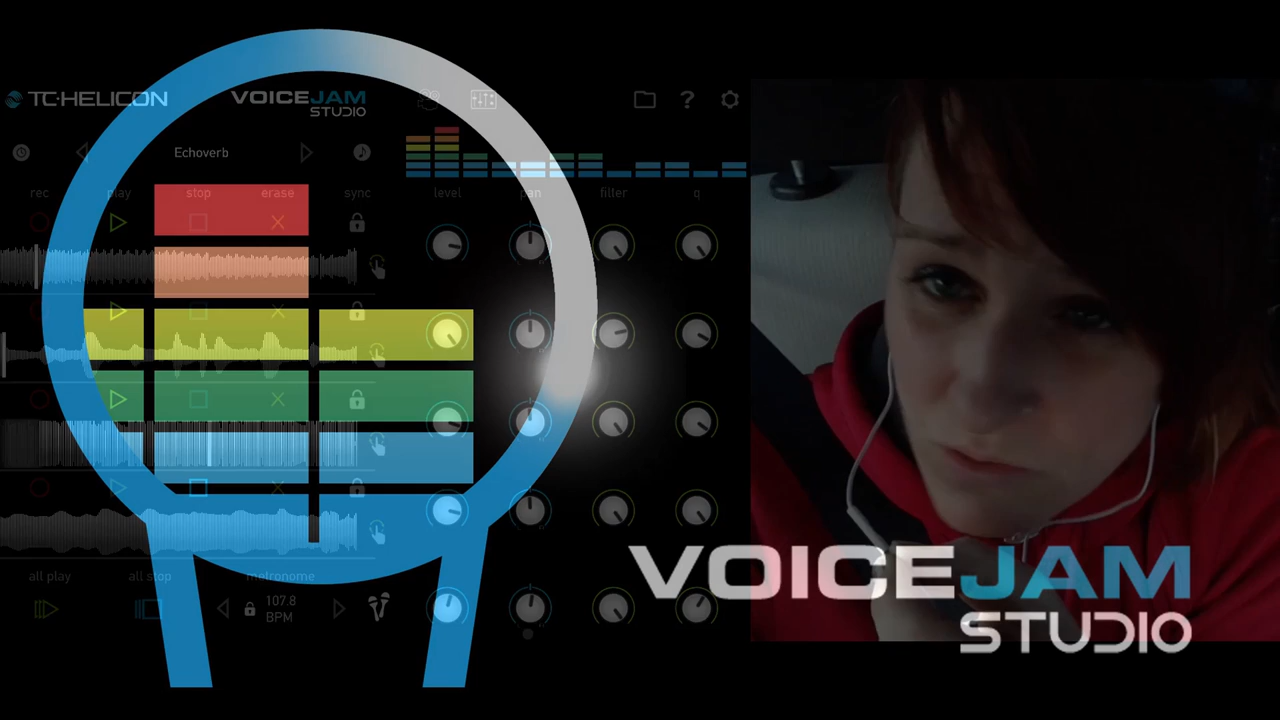 TC·HELICON
VOICEJAM
STUDIO
?
Echoverb
rec play stop erase sync level pan filter q
all play all stop metronome
107.8
BPM
VOICEJAM
STUDIO